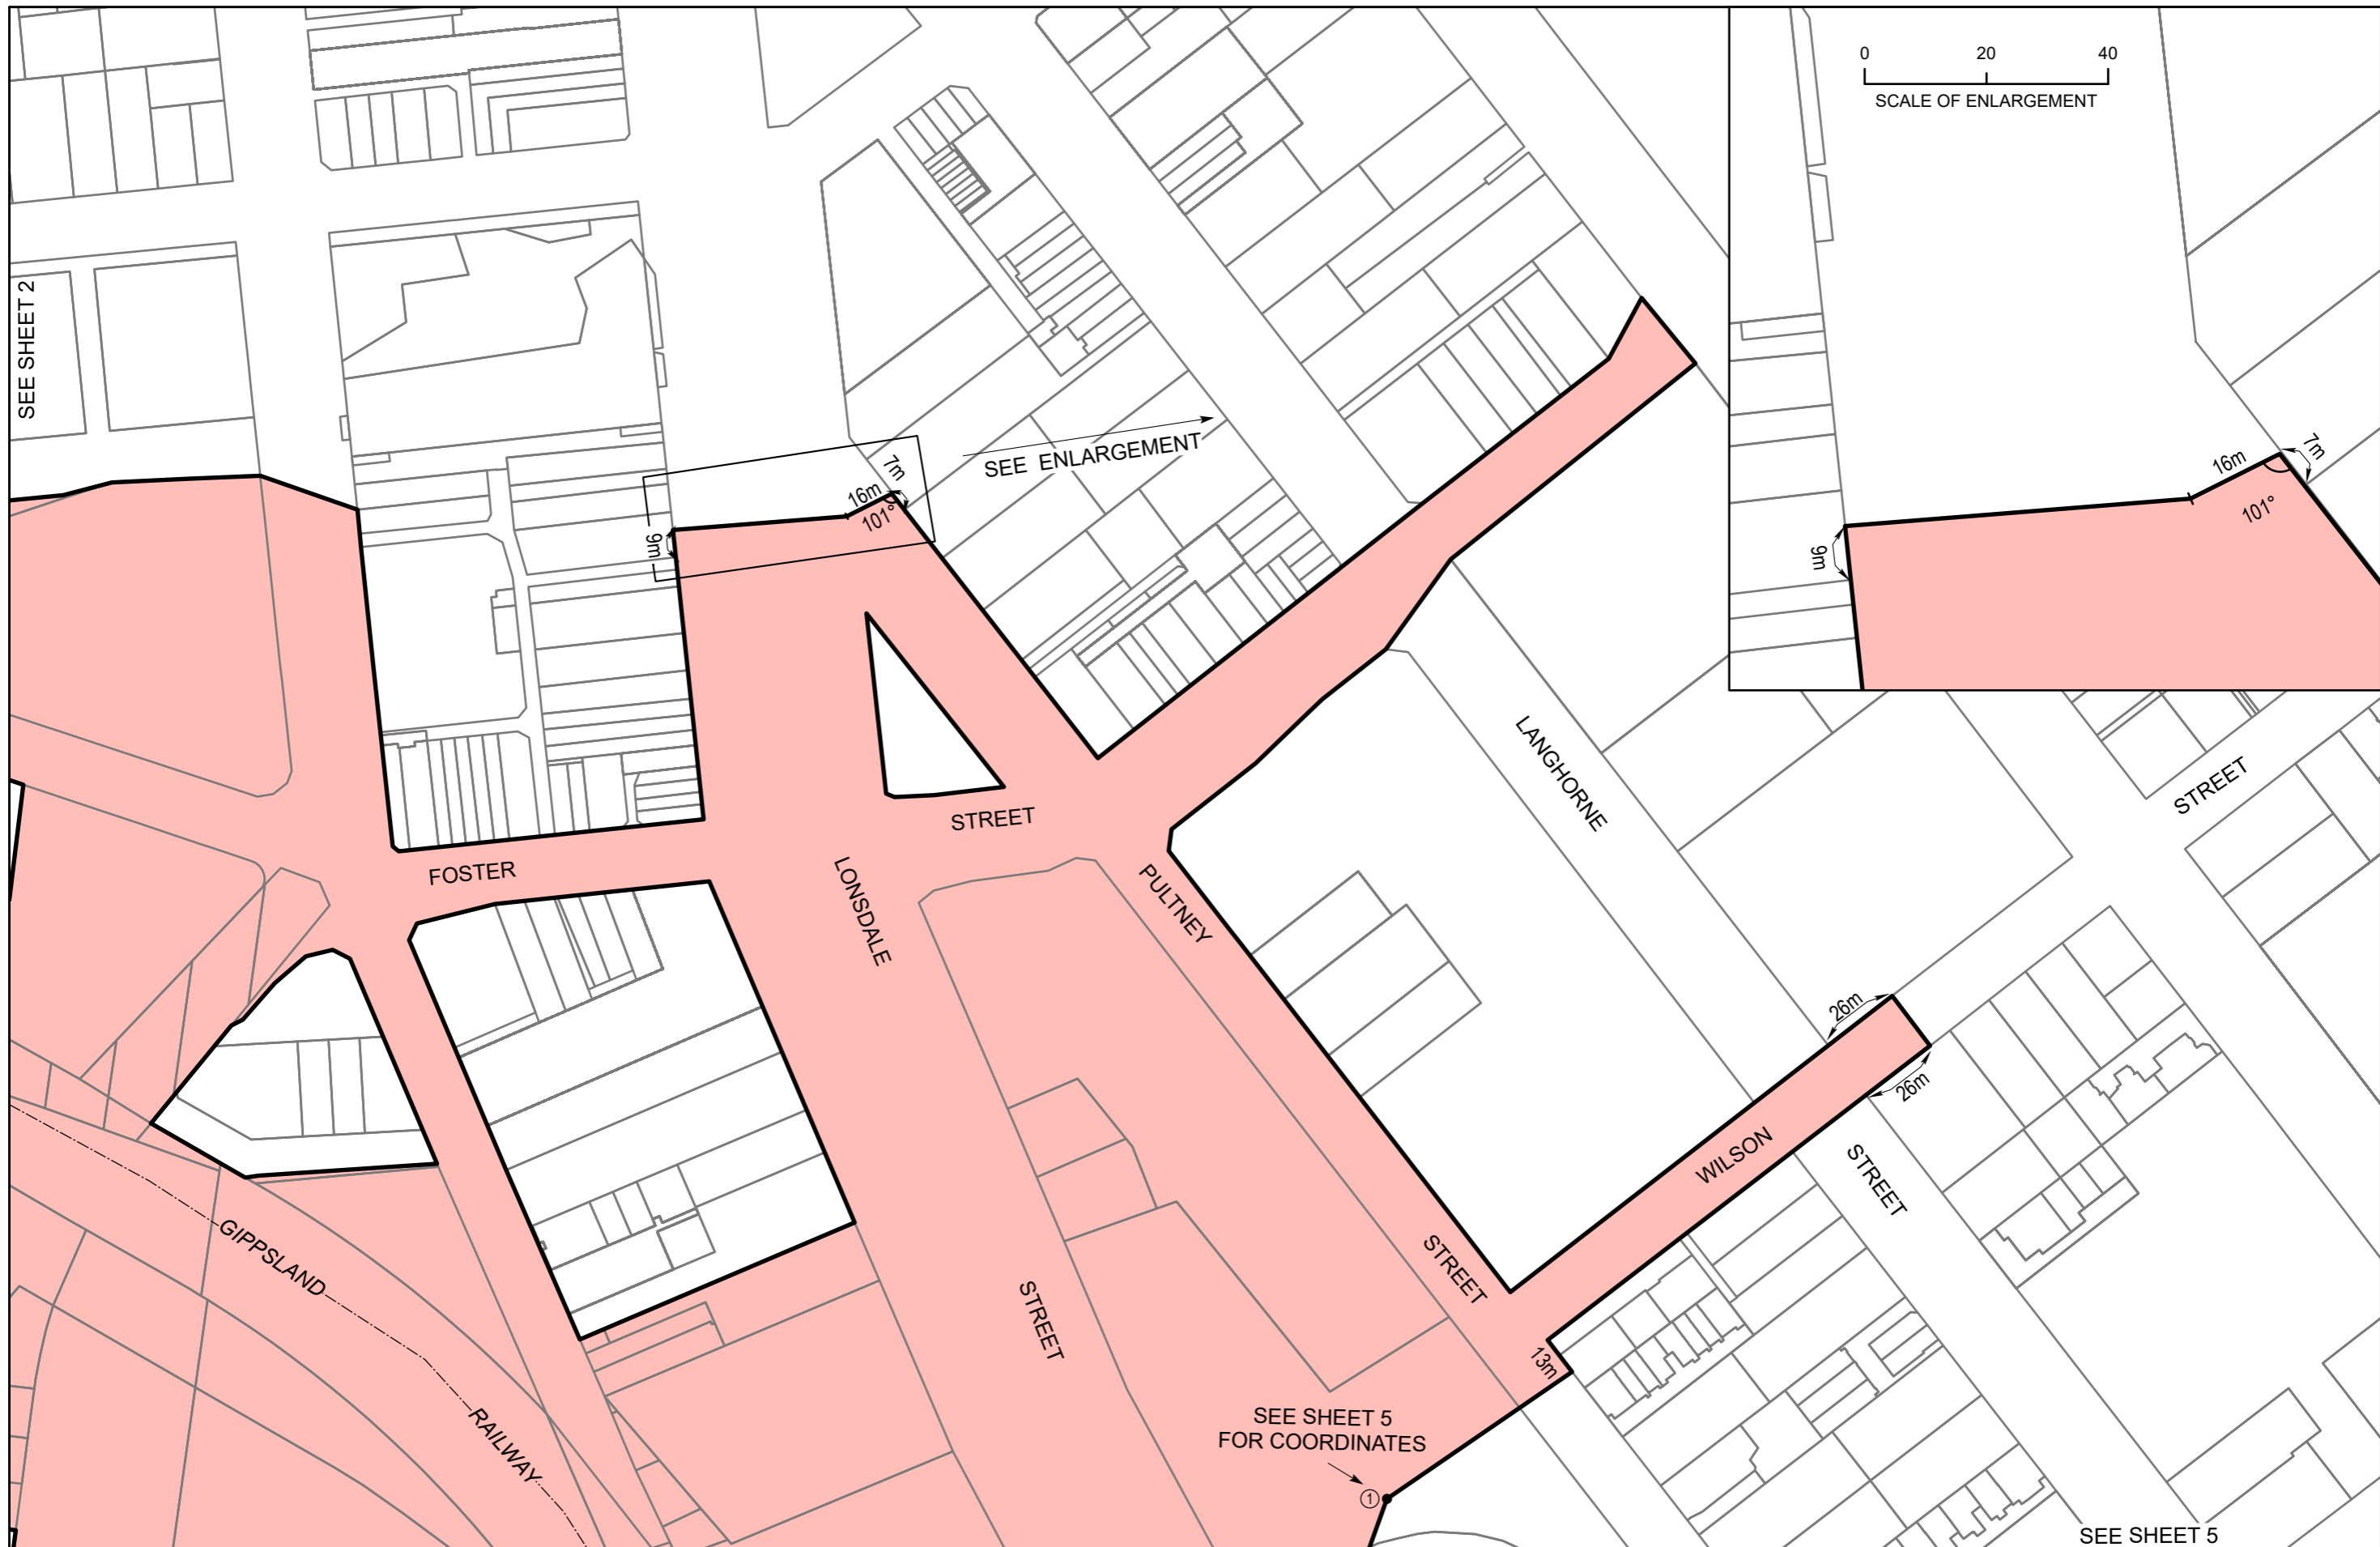 0 20 40
SCALE OF ENLARGEMENT
SEE SHEET 2
SEE ENLARGEMENT
7m
16m
101°
9m
7m
16m
101°
9m
STREET
FOSTER
LONSDALE
STREET
PULTNEY
STREET
LANGHORNE
STREET
STREET
WILSON
26m
26m
13m
GIPPSLAND
RAILWAY
SEE SHEET 5
FOR COORDINATES
1
SEE SHEET 5